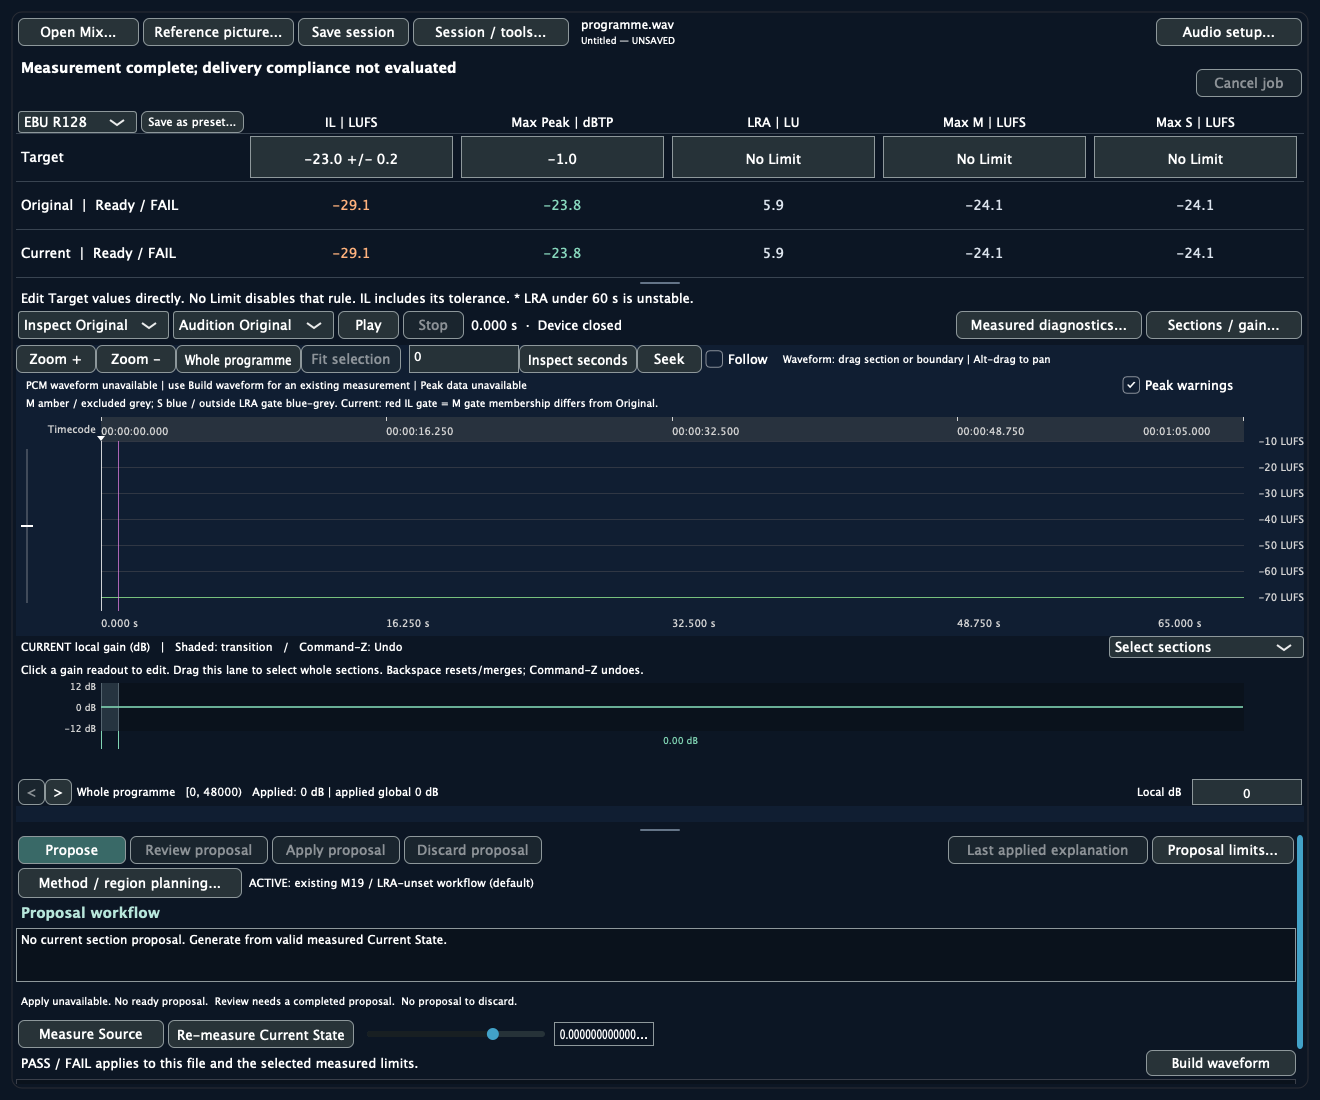 Open Mix... Reference picture... Save session Session / tools... programme.wav Audio setup...
Untitled — UNSAVED
Measurement complete; delivery compliance not evaluated
Cancel job
EBU R128 Save as preset... IL | LUFS Max Peak | dBTP LRA | LU Max M | LUFS Max S | LUFS
Target -23.0 +/- 0.2 -1.0 No Limit No Limit No Limit
Original | Ready / FAIL -29.1 -23.8 5.9 -24.1 -24.1
Current | Ready / FAIL -29.1 -23.8 5.9 -24.1 -24.1
Edit Target values directly. No Limit disables that rule. IL includes its tolerance. * LRA under 60 s is unstable.
Inspect Original Audition Original Play Stop 0.000 s · Device closed Measured diagnostics... Sections / gain...
Zoom + Zoom − Whole programme Fit selection 0 Inspect seconds Seek Follow Waveform: drag section or boundary | Alt-drag to pan
PCM waveform unavailable | use Build waveform for an existing measurement | Peak data unavailable Peak warnings
M amber / excluded grey; S blue / outside LRA gate blue-grey. Current: red IL gate = M gate membership differs from Original.
Timecode 00:00:00.000 00:00:16.250 00:00:32.500 00:00:48.750 00:01:05.000
-10 LUFS
-20 LUFS
-30 LUFS
-40 LUFS
-50 LUFS
-60 LUFS
-70 LUFS
0.000 s 16.250 s 32.500 s 48.750 s 65.000 s
CURRENT local gain (dB) | Shaded: transition / Command-Z: Undo Select sections
Click a gain readout to edit. Drag this lane to select whole sections. Backspace resets/merges; Command-Z undoes.
12 dB
0 dB
-12 dB
0.00 dB
< > Whole programme [0, 48000) Applied: 0 dB | applied global 0 dB Local dB 0
Propose Review proposal Apply proposal Discard proposal Last applied explanation Proposal limits...
Method / region planning... ACTIVE: existing M19 / LRA-unset workflow (default)
Proposal workflow
No current section proposal. Generate from valid measured Current State.
Apply unavailable. No ready proposal. Review needs a completed proposal. No proposal to discard.
Measure Source Re-measure Current State 0.000000000000...
PASS / FAIL applies to this file and the selected measured limits. Build waveform